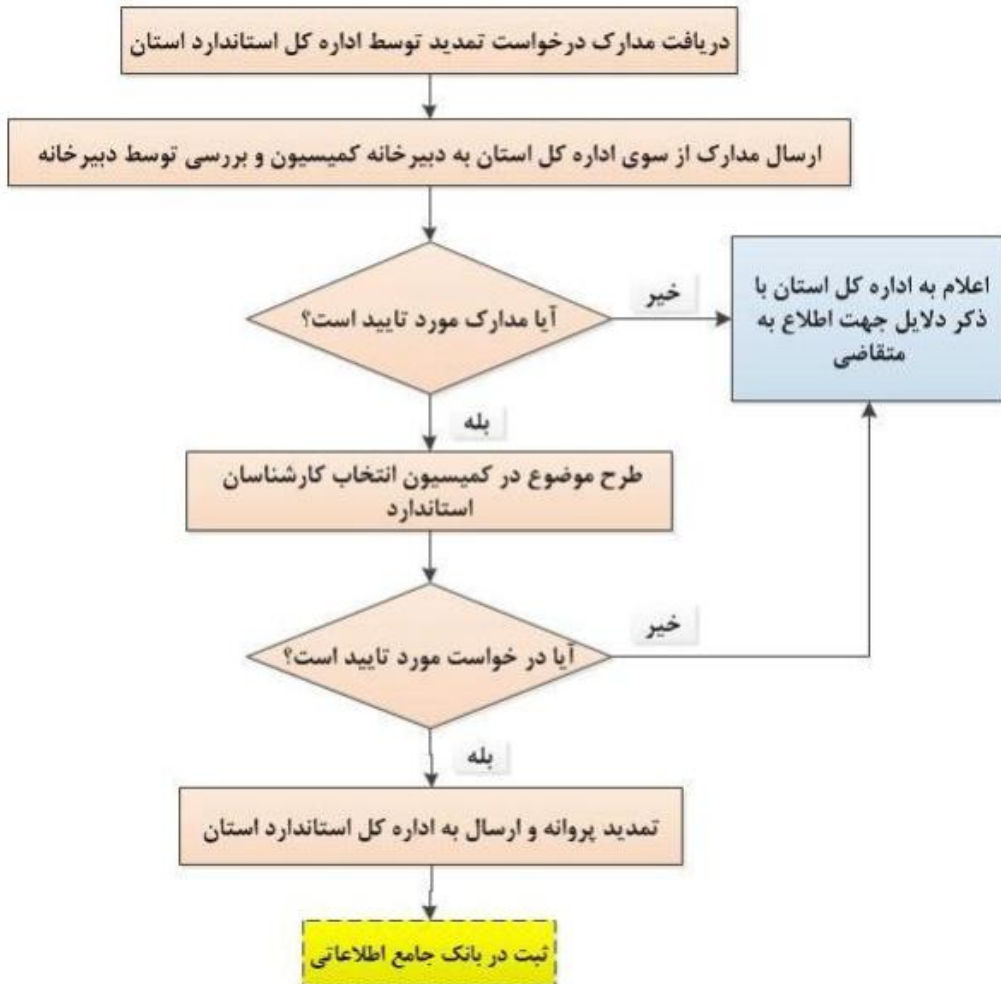 دریافت مدارک درخواست تمدید توسط اداره کل استاندارد استان
ارسال مدارک از سوی اداره کل استان به دبیرخانه کمیسیون و بررسی توسط دبیرخانه
آیا مدارک مورد تایید است؟
خیر
اعلام به اداره کل استان با
ذکر دلایل جهت اطلاع به
متقاضی
بله
طرح موضوع در کمیسیون انتخاب کارشناسان
استاندارد
آیا در خواست مورد تایید است؟
خیر
بله
تمدید پروانه و ارسال به اداره کل استاندارد استان
ثبت در بانک جامع اطلاعاتی